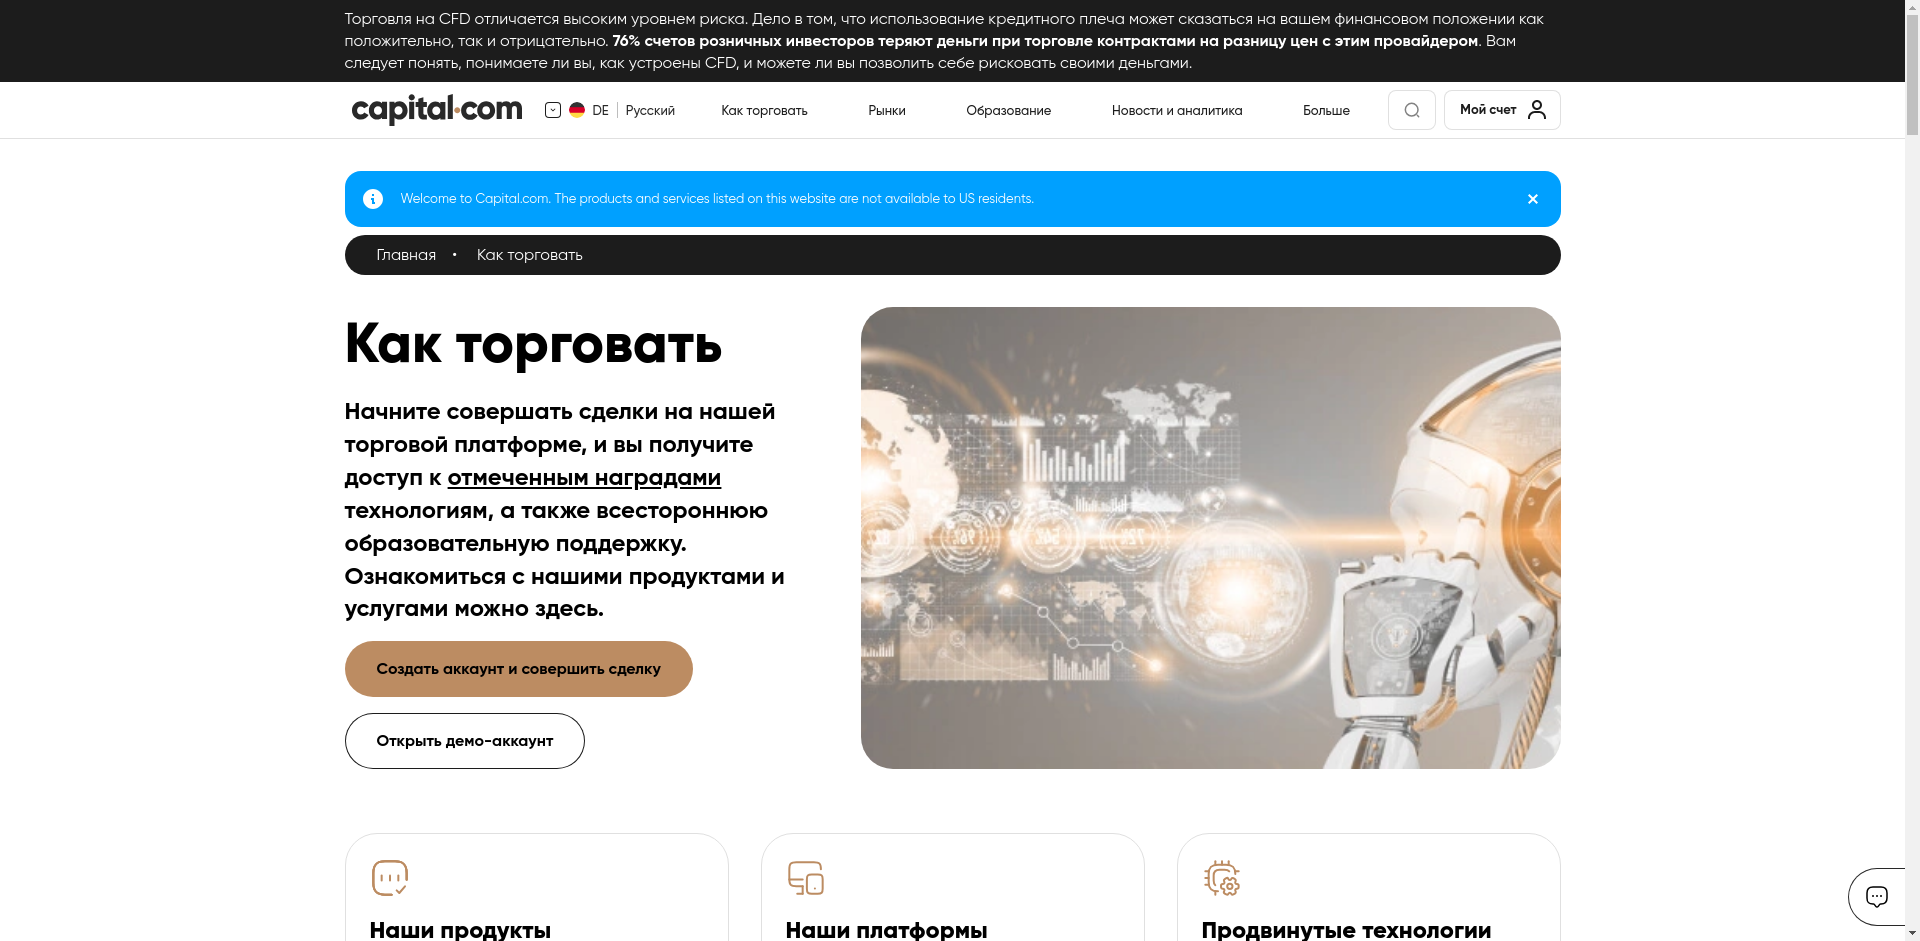 Торговля на CFD отличается высоким уровнем риска. Дело в том, что использование кредитного плеча может сказаться на вашем финансовом положении как
положительно, так и отрицательно. 76% счетов розничных инвесторов теряют деньги при торговле контрактами на разницу цен с этим провайдером. Вам
следует понять, понимаете ли вы, как устроены CFD, и можете ли вы позволить себе рисковать своими деньгами.
capital.com DE Русский Как торговать Рынки Образование Новости и аналитика Больше Мой счет
Welcome to Capital.com. The products and services listed on this website are not available to US residents.
Главная • Как торговать
Как торговать
Начните совершать сделки на нашей
торговой платформе, и вы получите
доступ к отмеченным наградами
технологиям, а также всестороннюю
образовательную поддержку.
Ознакомиться с нашими продуктами и
услугами можно здесь.
Создать аккаунт и совершить сделку
Открыть демо-аккаунт
Наши продукты
Наши платформы
Продвинутые технологии